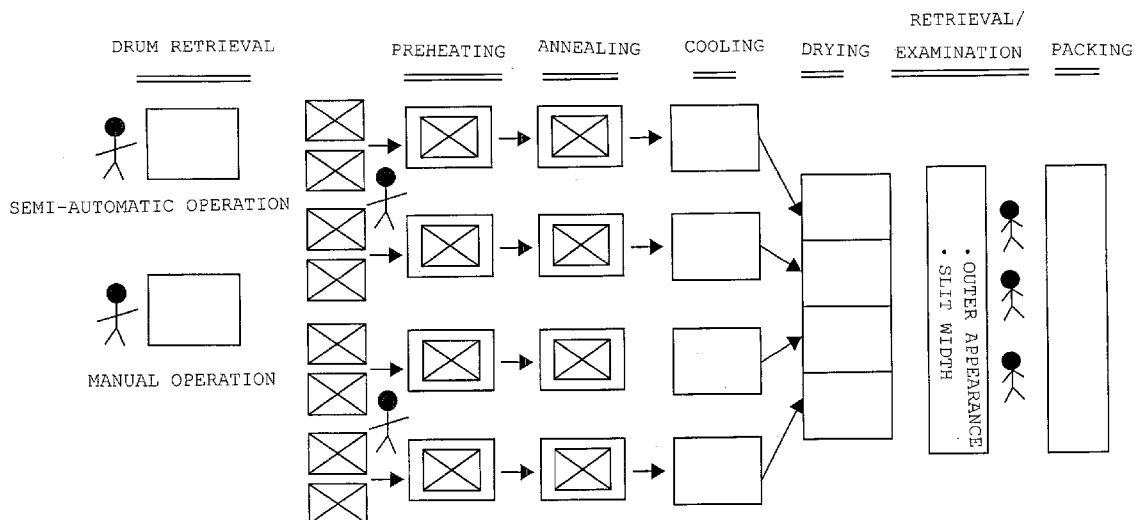 DRUM RETRIEVAL
PREHEATING
ANNEALING
COOLING
DRYING
RETRIEVAL/
EXAMINATION
PACKING
SEMI-AUTOMATIC OPERATION
MANUAL OPERATION
• OUTER APPEARANCE
• SLIT WIDTH